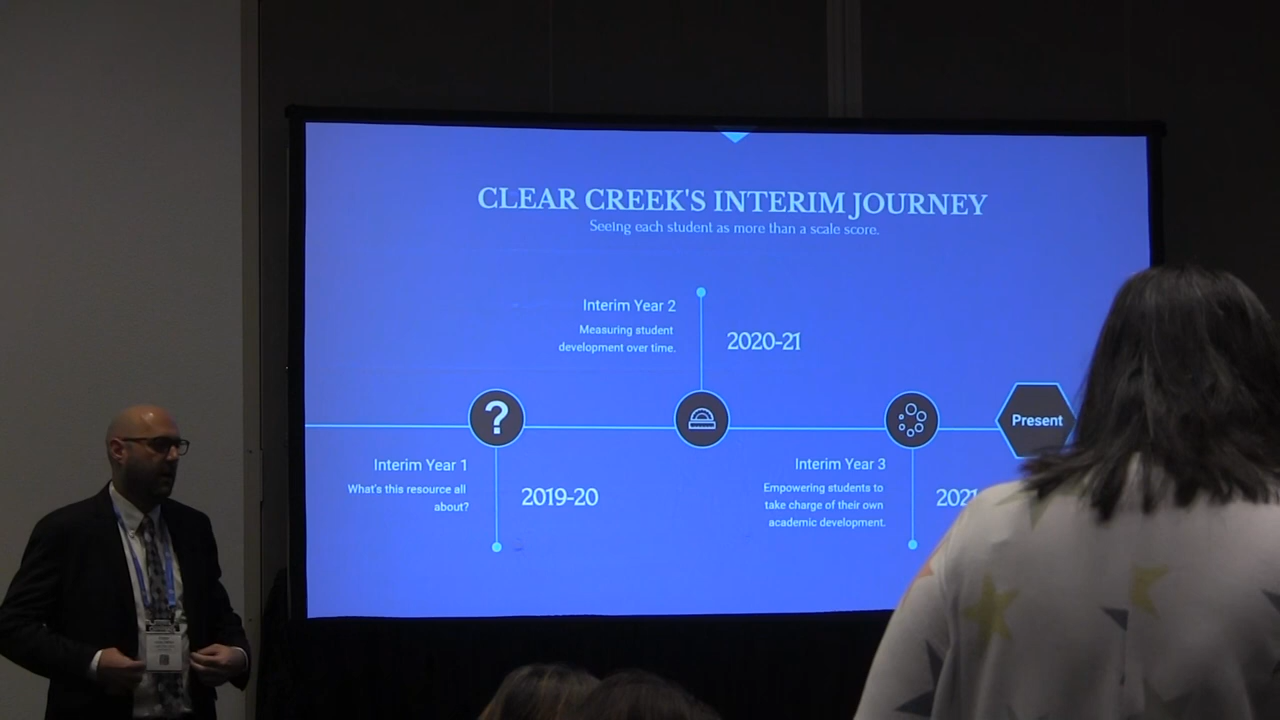 CLEAR CREEK'S INTERIM JOURNEY
Seeing each student as more than a scale score.
Interim Year 2
Measuring student
development over time.
2020-21
?
Present
Interim Year 1
What's this resource all
about?
2019-20
Interim Year 3
Empowering students to
take charge of their own
academic development.
2021